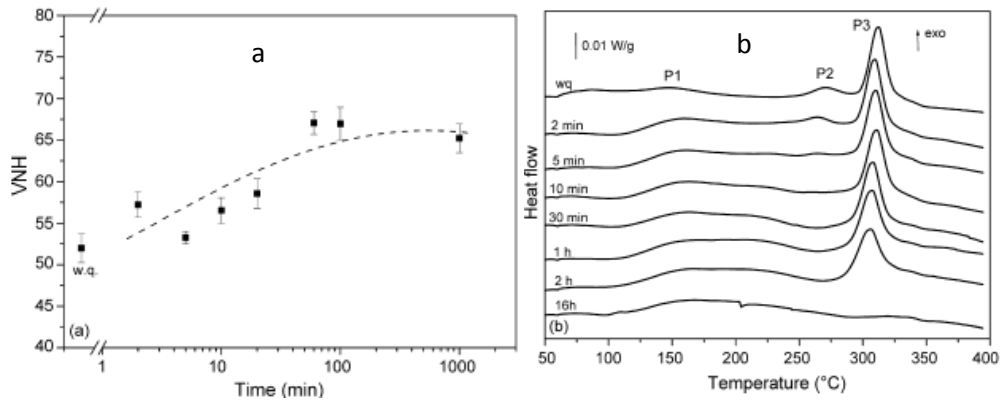 80
75
70
65
60
55
50
45
40
VNH
a
w.q.
(a)
1
10
100
1000
Time (min)
b
0.01 W/g
P3
exo
P1
P2
wq
2 min
5 min
10 min
30 min
1 h
2 h
16h
(b)
Heat flow
50
100
150
200
250
300
350
400
Temperature (°C)